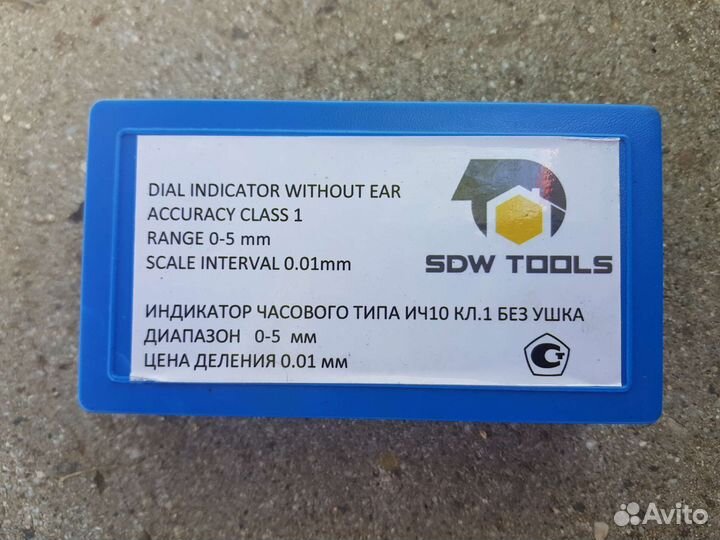 DIAL INDICATOR WITHOUT EAR
ACCURACY CLASS 1
RANGE 0-5 mm
SCALE INTERVAL 0.01mm
SDW TOOLS
ИНДИКАТОР ЧАСОВОГО ТИПА ИЧ10 КЛ.1 БЕЗ УШКА
ДИАПАЗОН 0-5 мм
ЦЕНА ДЕЛЕНИЯ 0.01 мм
Avito